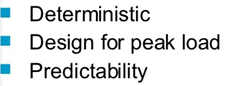 Deterministic
Design for peak load
Predictability